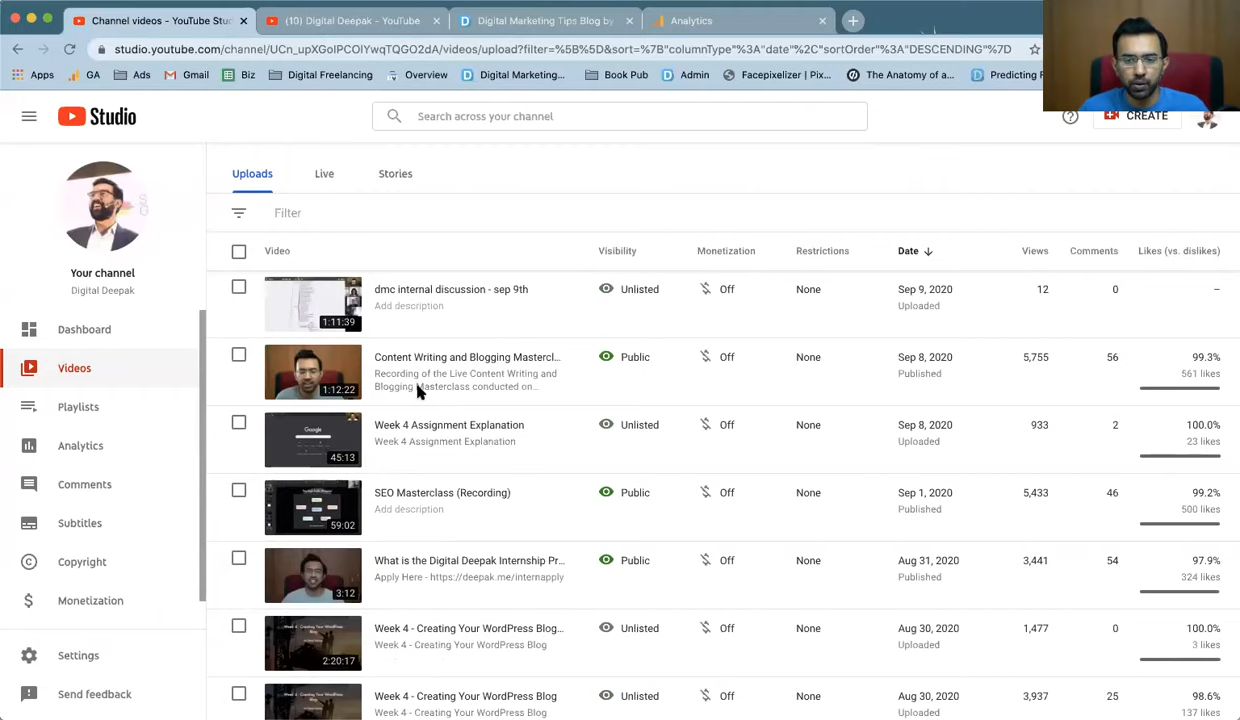 Channel videos - YouTube Stu
(10) Digital Deepak - YouTube
Digital Marketing Tips Blog by
Analytics
studio.youtube.com/channel/UCn_upXGoIPCOIYwqTQGO2dA/videos/upload?filter=%5B%5D&sort=%7B"columnType"%3A"date"%2C"sortOrder"%3A"DESCENDING"%7D
Apps GA Ads Gmail Biz Digital Freelancing Overview Digital Marketing... Book Pub Admin Facepixelizer | Pix... The Anatomy of a... Predicting
Studio
Search across your channel
CREATE
Your channel
Digital Deepak
Dashboard
Videos
Playlists
Analytics
Comments
Subtitles
Copyright
Monetization
Settings
Send feedback
Uploads Live Stories
Filter
Video Visibility Monetization Restrictions Date Views Comments Likes (vs. dislikes)
dmc internal discussion - sep 9th Unlisted Off None Sep 9, 2020 12 0 –
Add description Uploaded
1:11:39
Content Writing and Blogging Mastercl... Public Off None Sep 8, 2020 5,755 56 99.3%
Recording of the Live Content Writing and Published 561 likes
Blogging Masterclass conducted on...
1:12:22
Week 4 Assignment Explanation Unlisted Off None Sep 8, 2020 933 2 100.0%
Week 4 Assignment Explanation Uploaded 23 likes
Google
45:13
SEO Masterclass (Recording) Public Off None Sep 1, 2020 5,433 46 99.2%
Add description Published 500 likes
59:02
What is the Digital Deepak Internship Pr... Public Off None Aug 31, 2020 3,441 54 97.9%
Apply Here - https://deepak.me/internapply Published 324 likes
3:12
Week 4 - Creating Your WordPress Blog... Unlisted Off None Aug 30, 2020 1,477 0 100.0%
Week 4 - Creating Your WordPress Blog Uploaded 3 likes
2:20:17
Week 4 - Creating Your WordPress Blog Unlisted Off None Aug 30, 2020 3,937 25 98.6%
Week 4 - Creating Your WordPress Blog Uploaded 137 likes